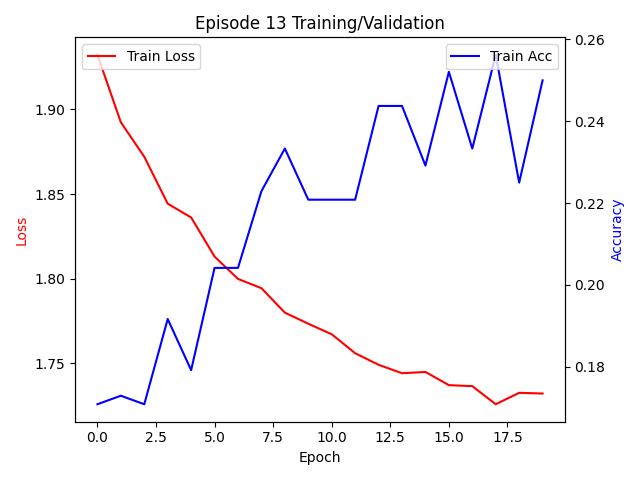 Episode 13 Training/Validation
Train Loss
Train Acc
1.90
1.85
1.80
1.75
Loss
0.26
0.24
0.22
0.20
0.18
Accuracy
0.0 2.5 5.0 7.5 10.0 12.5 15.0 17.5
Epoch